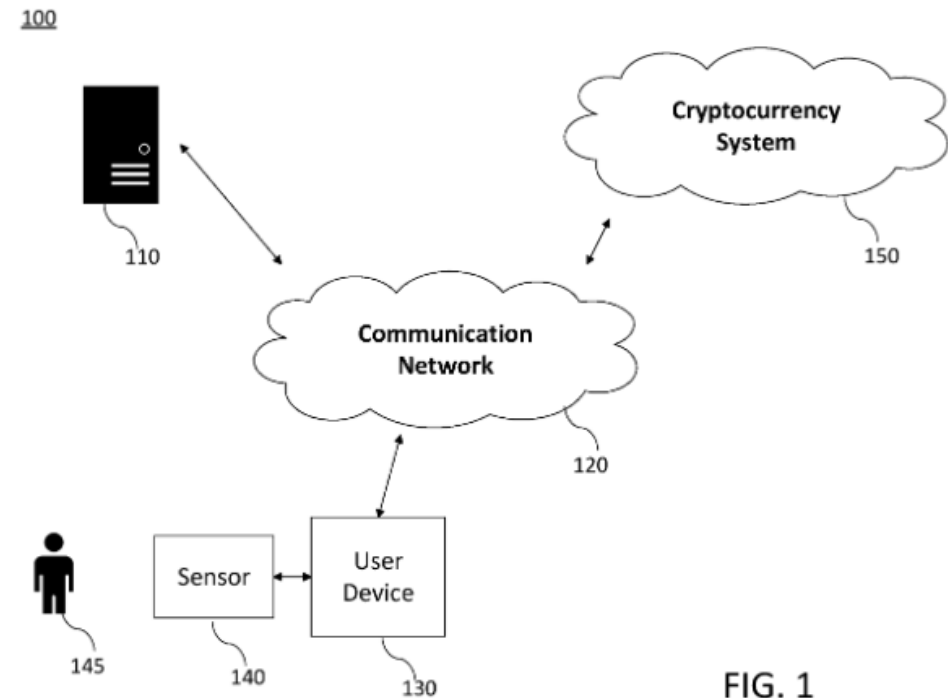 100
Cryptocurrency
System
110
150
Communication
Network
120
Sensor
User
Device
145
140
130
FIG. 1